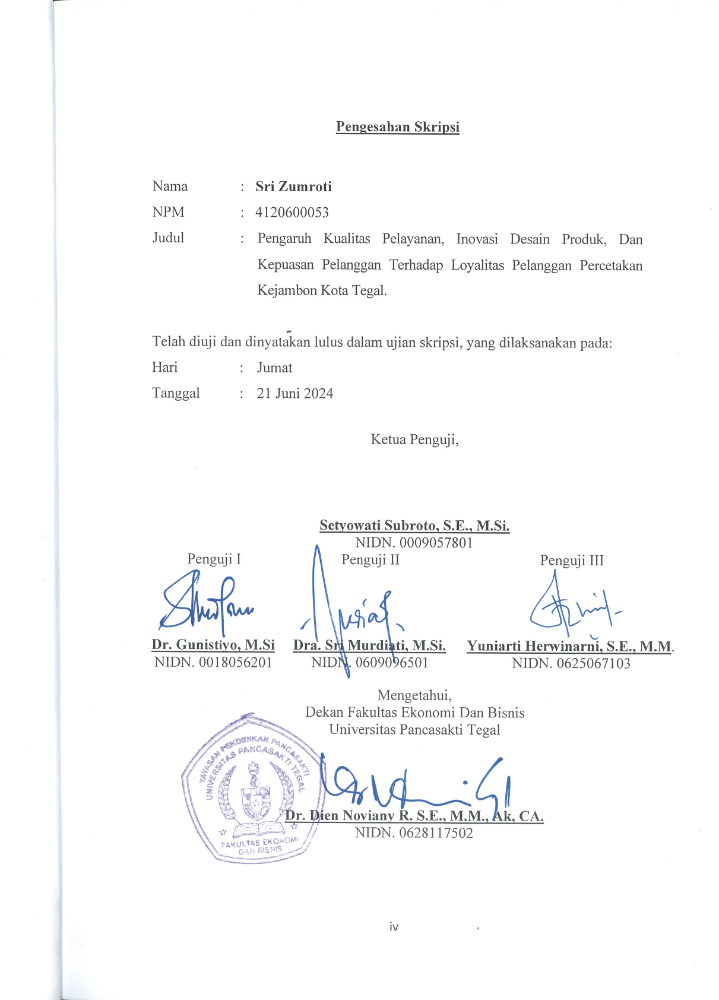 Pengesahan Skripsi
Nama : Sri Zumroti
NPM : 4120600053
Judul : Pengaruh Kualitas Pelayanan, Inovasi Desain Produk, Dan
Kepuasan Pelanggan Terhadap Loyalitas Pelanggan Percetakan
Kejambon Kota Tegal.
Telah diuji dan dinyatakan lulus dalam ujian skripsi, yang dilaksanakan pada:
Hari : Jumat
Tanggal : 21 Juni 2024
Ketua Penguji,
Setyowati Subroto, S.E., M.Si.
NIDN. 0009057801
Penguji I Penguji II Penguji III
Dr. Gunistiyo, M.Si Dra. Sri Murdiati, M.Si. Yuniarti Herwinarni, S.E., M.M.
NIDN. 0018056201 NIDN. 0609096501 NIDN. 0625067103
Mengetahui,
Dekan Fakultas Ekonomi Dan Bisnis
Universitas Pancasakti Tegal
YAYASAN PENDIDIKAN PANCASAKTI
UNIVERSITAS PANCASAKTI TEGAL
Dr. Dien Noviany R. S.E., M.M., Ak, CA.
NIDN. 0628117502
FAKULTAS EKONOMI
DAN BISNIS
iv